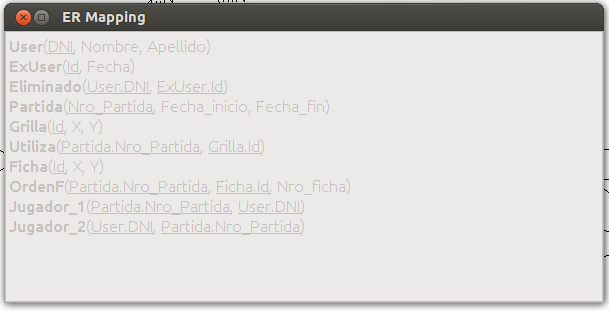 ER Mapping
User(DNI, Nombre, Apellido)
ExUser(Id, Fecha)
Eliminado(User.DNI, ExUser.Id)
Partida(Nro_Partida, Fecha_inicio, Fecha_fin)
Grilla(Id, X, Y)
Utiliza(Partida.Nro_Partida, Grilla.Id)
Ficha(Id, X, Y)
OrdenF(Partida.Nro_Partida, Ficha.Id, Nro_ficha)
Jugador_1(Partida.Nro_Partida, User.DNI)
Jugador_2(User.DNI, Partida.Nro_Partida)